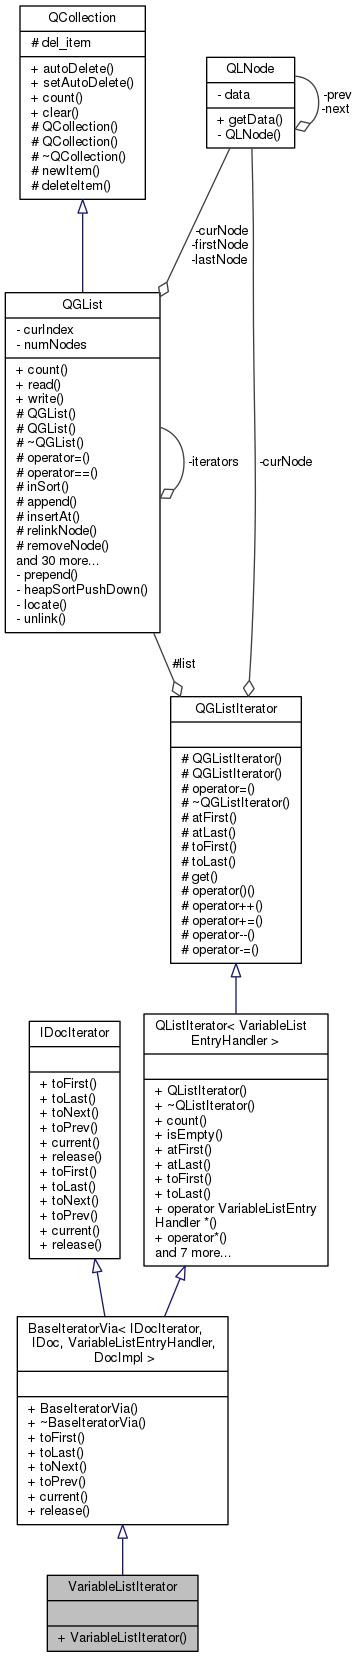 QCollection
# del_item
+ autoDelete()
+ setAutoDelete()
+ count()
+ clear()
# QCollection()
# QCollection()
# ~QCollection()
# newItem()
# deleteItem()
QLNode
- data
+ getData()
- QLNode()
-prev
-next
-curNode
-firstNode
-lastNode
QGList
- curIndex
- numNodes
+ count()
+ read()
+ write()
# QGList()
# QGList()
# ~QGList()
# operator=()
# operator==()
# inSort()
# append()
# insertAt()
# relinkNode()
# removeNode()
and 30 more...
- prepend()
- heapSortPushDown()
- locate()
- unlink()
-iterators
-curNode
#list
QGListIterator
# QGListIterator()
# QGListIterator()
# operator=()
# ~QGListIterator()
# atFirst()
# atLast()
# toFirst()
# toLast()
# get()
# operator()()
# operator++()
# operator+=()
# operator--()
# operator-=()
IDocIterator
+ toFirst()
+ toLast()
+ toNext()
+ toPrev()
+ current()
+ release()
+ toFirst()
+ toLast()
+ toNext()
+ toPrev()
+ current()
+ release()
QListIterator< VariableList
EntryHandler >
+ QListIterator()
+ ~QListIterator()
+ count()
+ isEmpty()
+ atFirst()
+ atLast()
+ toFirst()
+ toLast()
+ operator VariableListEntry
Handler *()
+ operator*()
and 7 more...
BaseIteratorVia< IDocIterator,
IDoc, VariableListEntryHandler,
DocImpl >
+ BaseIteratorVia()
+ ~BaseIteratorVia()
+ toFirst()
+ toLast()
+ toNext()
+ toPrev()
+ current()
+ release()
VariableListIterator
+ VariableListIterator()